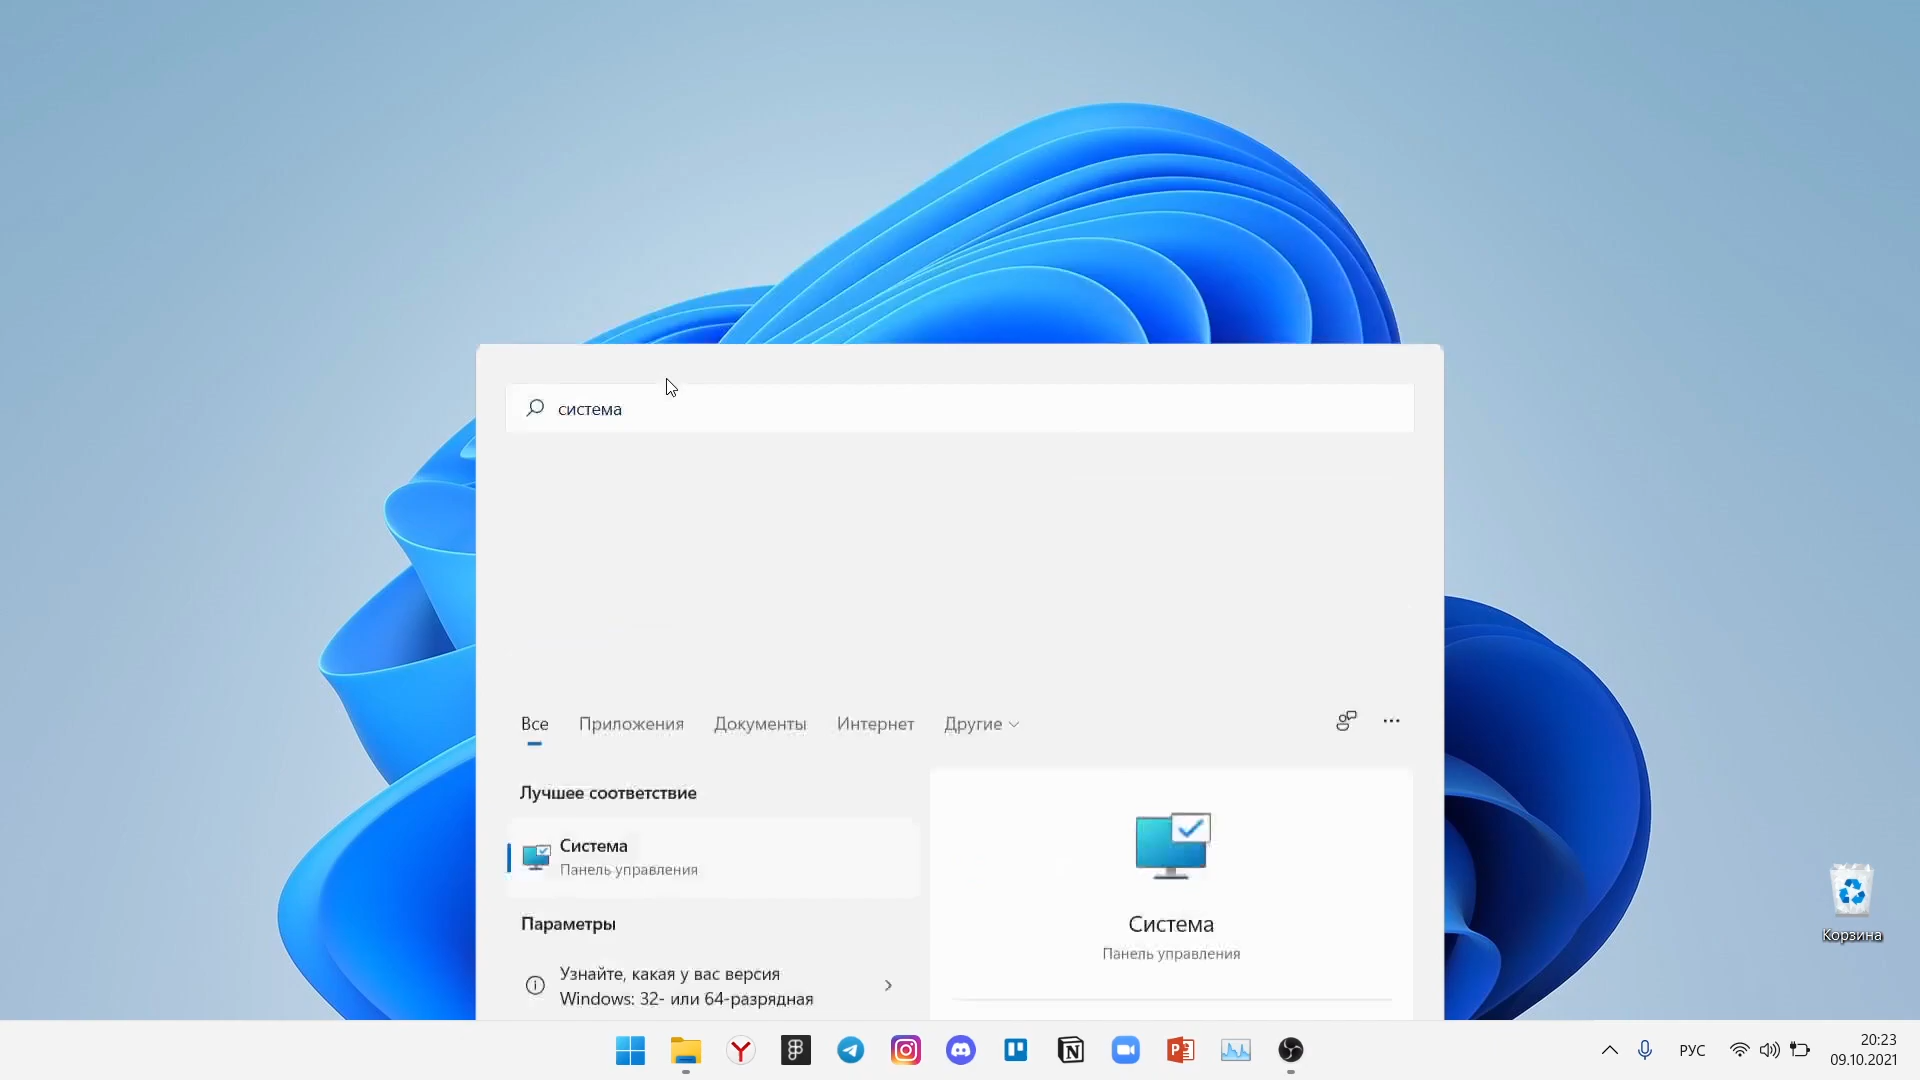 система
Все Приложения Документы Интернет Другие
Лучшее соответствие
Система
Панель управления
Параметры
Узнайте, какая у вас версия
Windows: 32- или 64-разрядная
Система
Панель управления
Корзина
РУС
20:23
09.10.2021